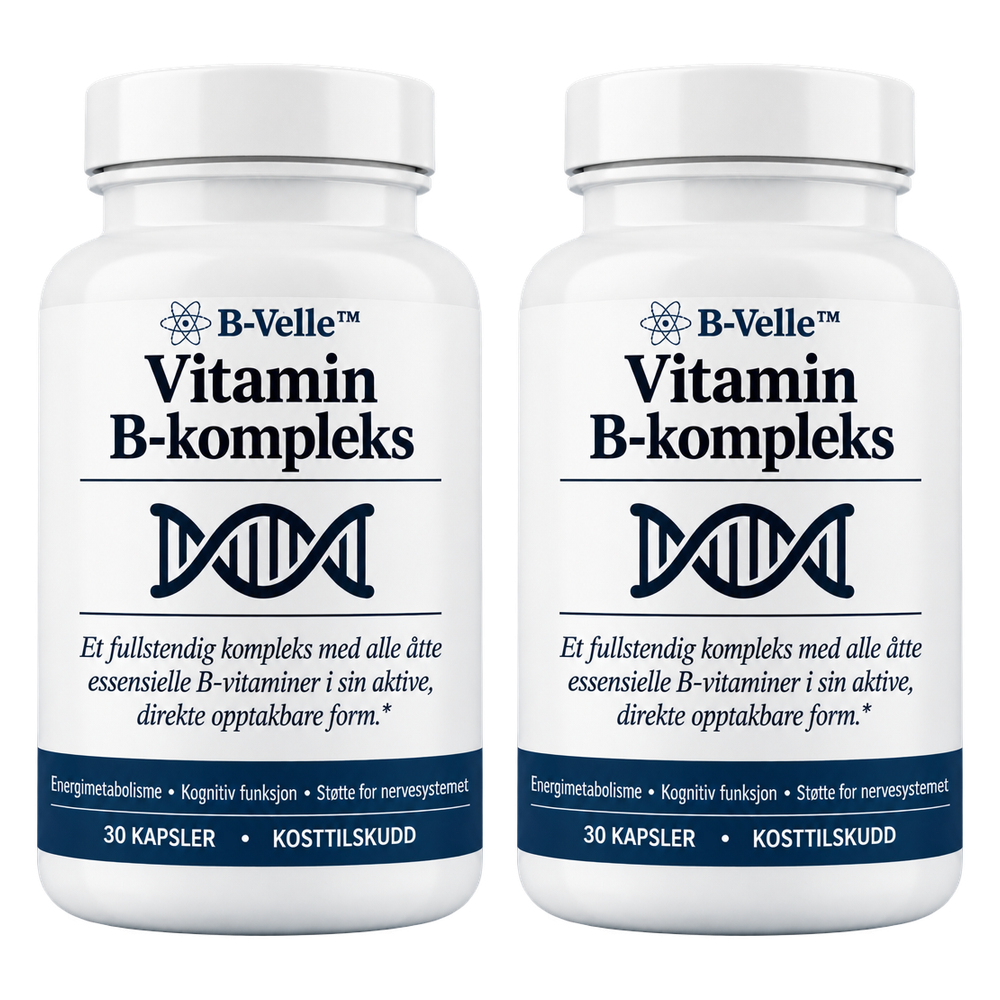 B-Velle™
Vitamin
B-kompleks
Et fullstendig kompleks med alle åtte
essensielle B-vitaminer i sin aktive,
direkte opptakbare form.*
Energimetabolisme • Kognitiv funksjon • Støtte for nervesystemet
30 KAPSLER • KOSTTILSKUDD
B-Velle™
Vitamin
B-kompleks
Et fullstendig kompleks med alle åtte
essensielle B-vitaminer i sin aktive,
direkte opptakbare form.*
Energimetabolisme • Kognitiv funksjon • Støtte for nervesystemet
30 KAPSLER • KOSTTILSKUDD